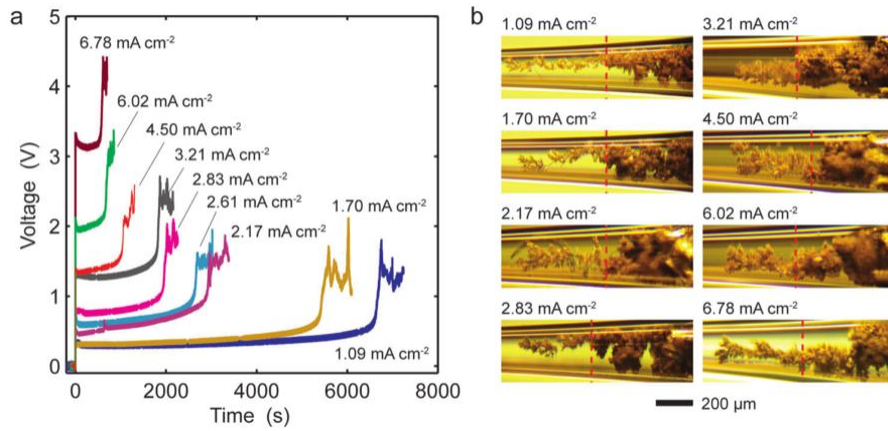 a
6.78 mA cm⁻²
6.02 mA cm⁻²
4.50 mA cm⁻²
3.21 mA cm⁻²
2.83 mA cm⁻²
2.61 mA cm⁻²
2.17 mA cm⁻²
1.70 mA cm⁻²
1.09 mA cm⁻²
Voltage (V)
5
4
3
2
1
0
0 2000 4000 6000 8000
Time (s)
b
1.09 mA cm⁻² 3.21 mA cm⁻²
1.70 mA cm⁻² 4.50 mA cm⁻²
2.17 mA cm⁻² 6.02 mA cm⁻²
2.83 mA cm⁻² 6.78 mA cm⁻²
200 μm